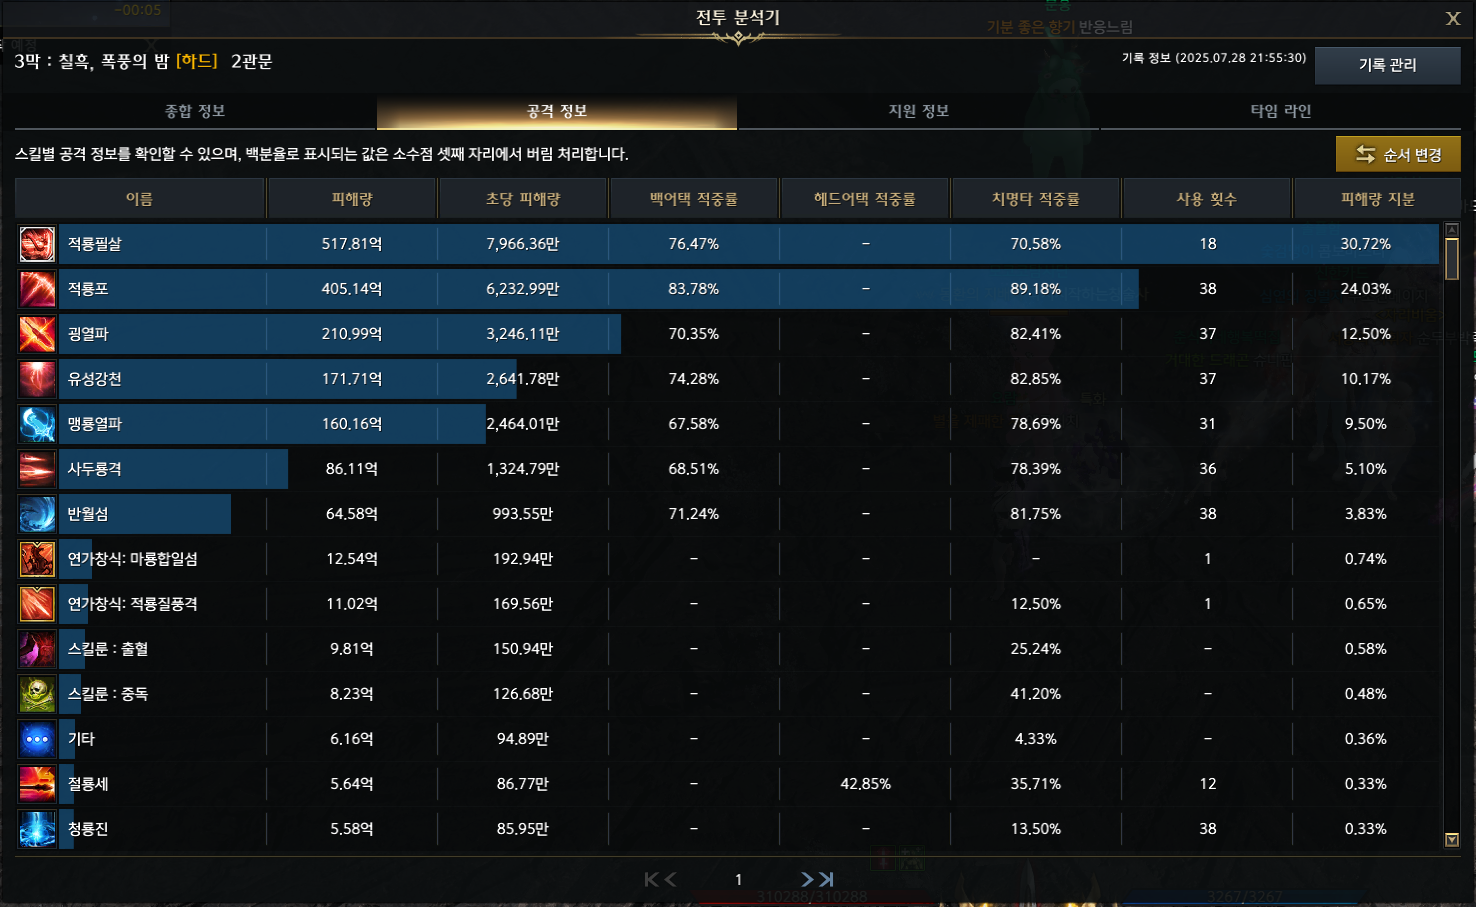 -00:05
전투 분석기
X
기분 좋은 향기 반응느림
3막 : 칠흑, 폭풍의 밤 [하드] 2관문
기록 정보 (2025.07.28 21:55:30)
기록 관리
종합 정보 공격 정보 지원 정보 타임 라인
스킬별 공격 정보를 확인할 수 있으며, 백분율로 표시되는 값은 소수점 셋째 자리에서 버림 처리합니다.
순서 변경
이름 피해량 초당 피해량 백어택 적중률 헤드어택 적중률 치명타 적중률 사용 횟수 피해량 지분
적룡필살 517.81억 7,966.36만 76.47% - 70.58% 18 30.72%
적룡포 405.14억 6,232.99만 83.78% - 89.18% 38 24.03%
굉열파 210.99억 3,246.11만 70.35% - 82.41% 37 12.50%
유성강천 171.71억 2,641.78만 74.28% - 82.85% 37 10.17%
맹룡열파 160.16억 2,464.01만 67.58% - 78.69% 31 9.50%
사두룡격 86.11억 1,324.79만 68.51% - 78.39% 36 5.10%
반월섬 64.58억 993.55만 71.24% - 81.75% 38 3.83%
연가창식: 마룡합일섬 12.54억 192.94만 - - - 1 0.74%
연가창식: 적룡질풍격 11.02억 169.56만 - - 12.50% 1 0.65%
스킬룬 : 출혈 9.81억 150.94만 - - 25.24% - 0.58%
스킬룬 : 중독 8.23억 126.68만 - - 41.20% - 0.48%
기타 6.16억 94.89만 - - 4.33% - 0.36%
절룡세 5.64억 86.77만 - 42.85% 35.71% 12 0.33%
청룡진 5.58억 85.95만 - - 13.50% 38 0.33%
1
310288/310288
3267/3267